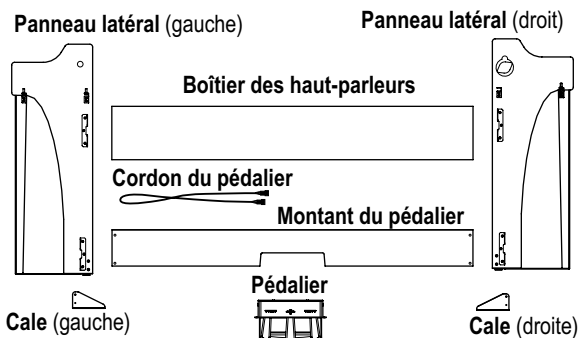 Panneau latéral (gauche)
Panneau latéral (droit)
Boîtier des haut-parleurs
Cordon du pédalier
Montant du pédalier
Pédalier
Cale (gauche)
Cale (droite)